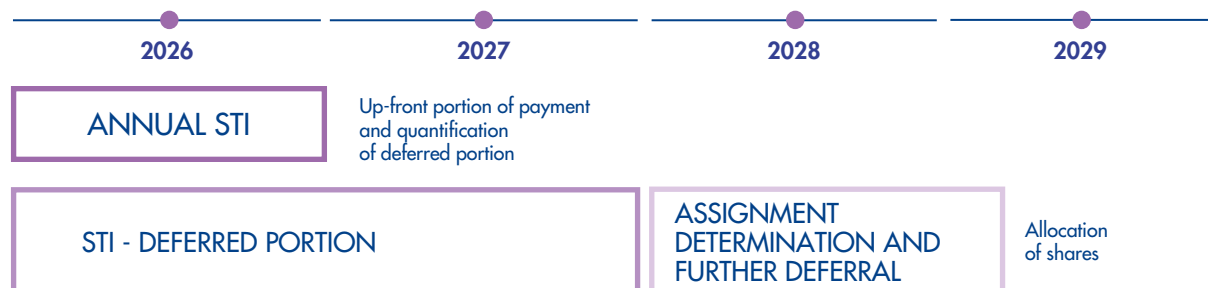 2026 2027 2028 2029
ANNUAL STI
Up-front portion of payment
and quantification
of deferred portion
STI - DEFERRED PORTION
ASSIGNMENT
DETERMINATION AND
FURTHER DEFERRAL
Allocation
of shares